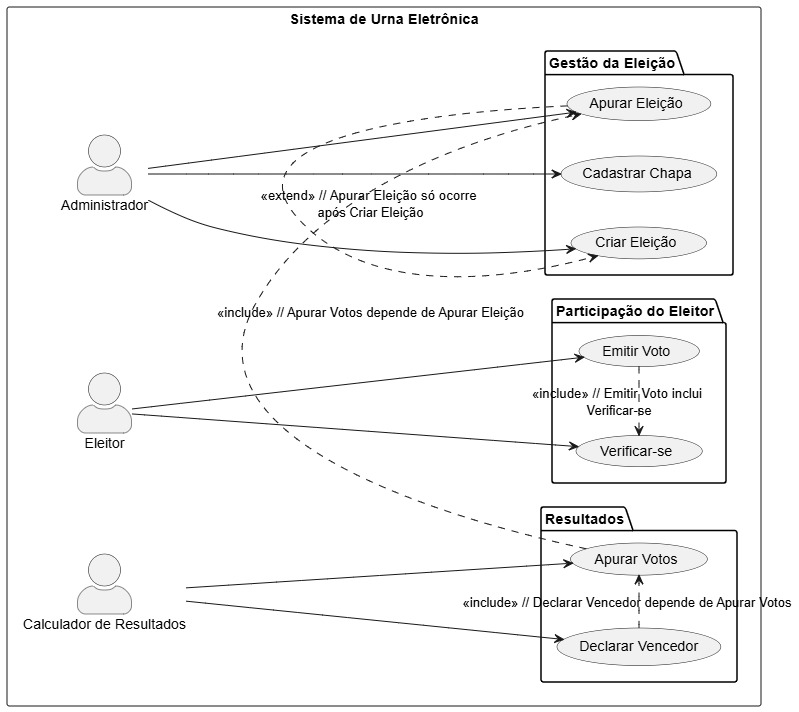 Sistema de Urna Eletrônica
Gestão da Eleição
Apurar Eleição
Cadastrar Chapa
Administrador
«extend» // Apurar Eleição só ocorre
após Criar Eleição
Criar Eleição
«include» // Apurar Votos depende de Apurar Eleição
Participação do Eleitor
Emitir Voto
«include» // Emitir Voto inclui
Verificar-se
Eleitor
Verificar-se
Resultados
Apurar Votos
«include» // Declarar Vencedor depende de Apurar Votos
Calculador de Resultados
Declarar Vencedor